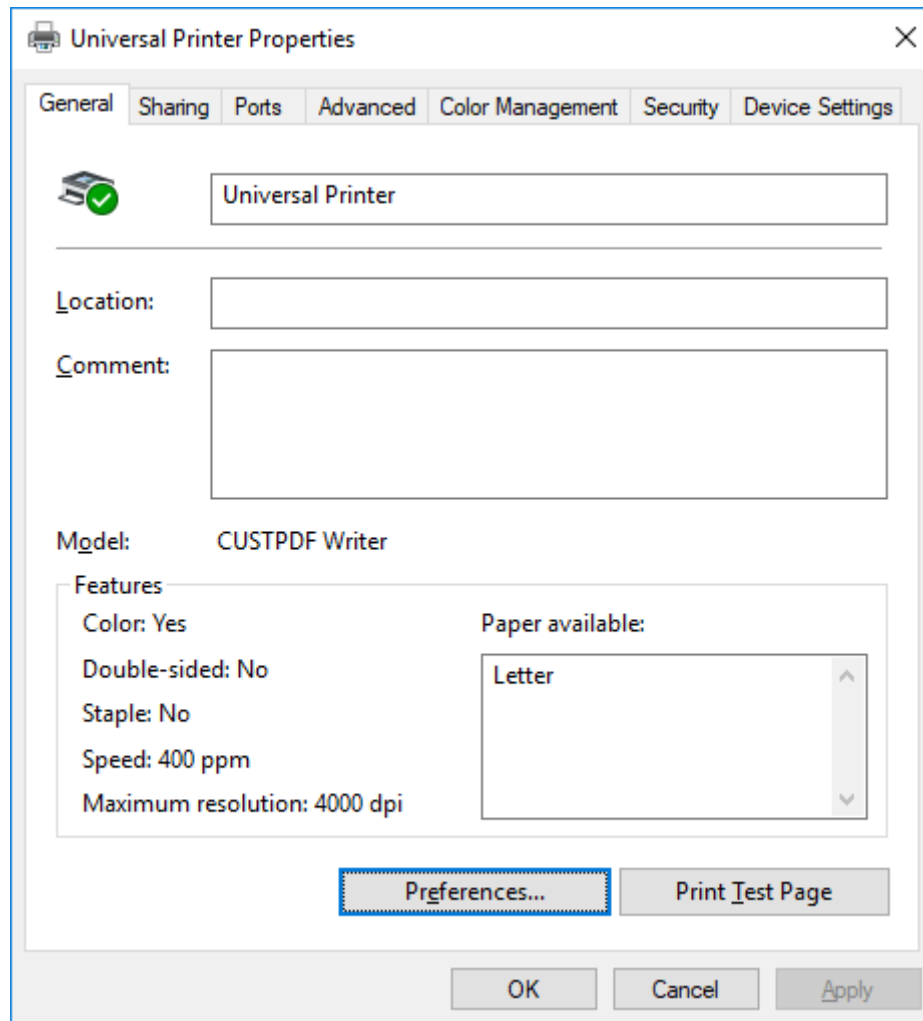 Universal Printer Properties
General Sharing Ports Advanced Color Management Security Device Settings
Universal Printer
Location:
Comment:
Model: CUSTPDF Writer
Features
Color: Yes
Paper available:
Double-sided: No
Letter
Staple: No
Speed: 400 ppm
Maximum resolution: 4000 dpi
Preferences... Print Test Page
OK Cancel Apply